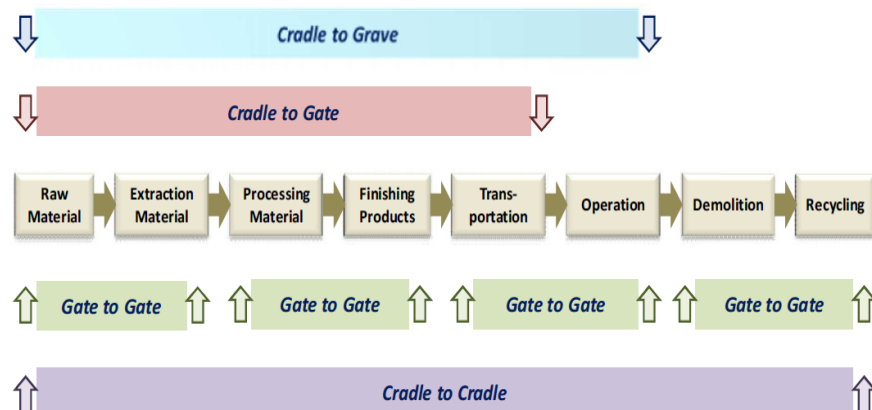 Cradle to Grave
Cradle to Gate
Raw
Material
Extraction
Material
Processing
Material
Finishing
Products
Trans-
portation
Operation
Demolition
Recycling
Gate to Gate
Gate to Gate
Gate to Gate
Gate to Gate
Cradle to Cradle